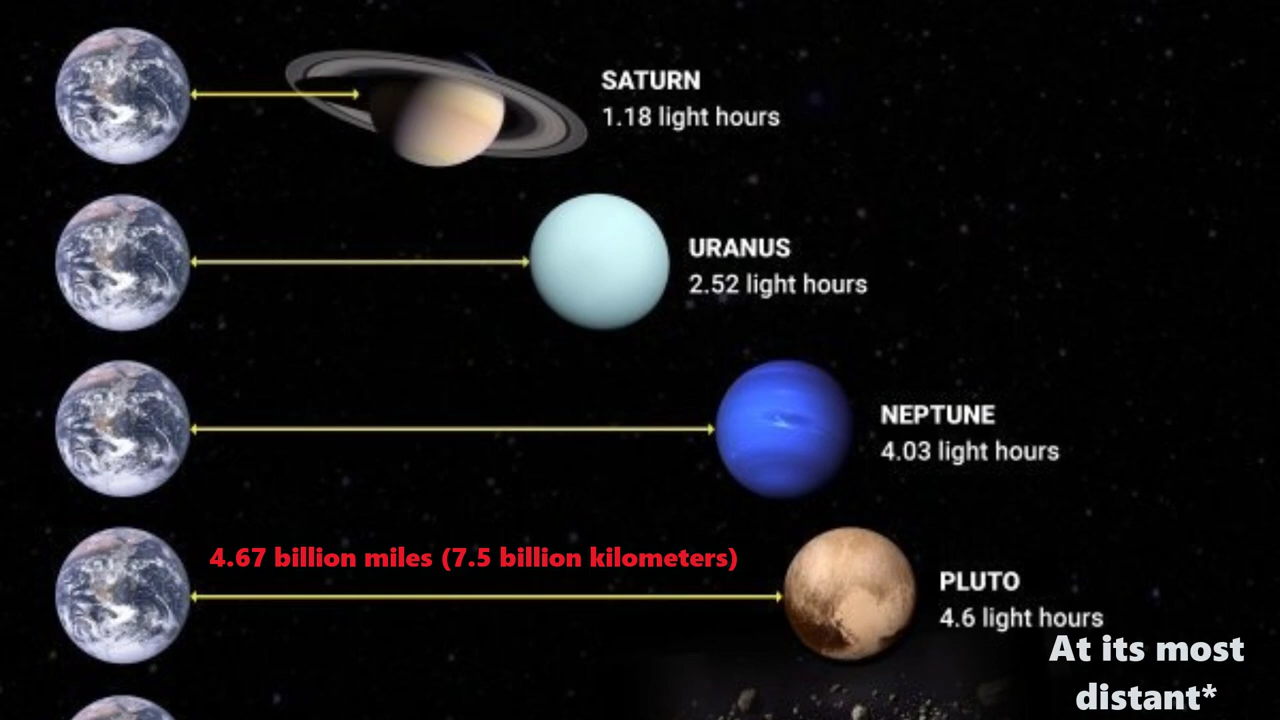 SATURN
1.18 light hours
URANUS
2.52 light hours
NEPTUNE
4.03 light hours
4.67 billion miles (7.5 billion kilometers)
PLUTO
4.6 light hours
At its most
distant*